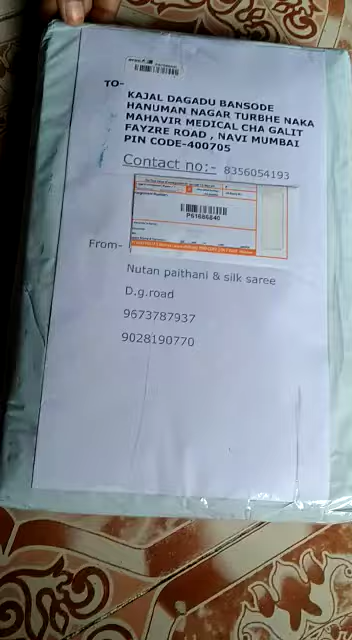 TO-
KAJAL DAGADU BANSODE
HANUMAN NAGAR TURBHE NAKA
MAHAVIR MEDICAL CHA GALIT
FAYZRE ROAD , NAVI MUMBAI
PIN CODE-400705
Contact no:- 8356054193
P61686840
From-
Nutan paithani & silk saree
D.g.road
9673787937
9028190770